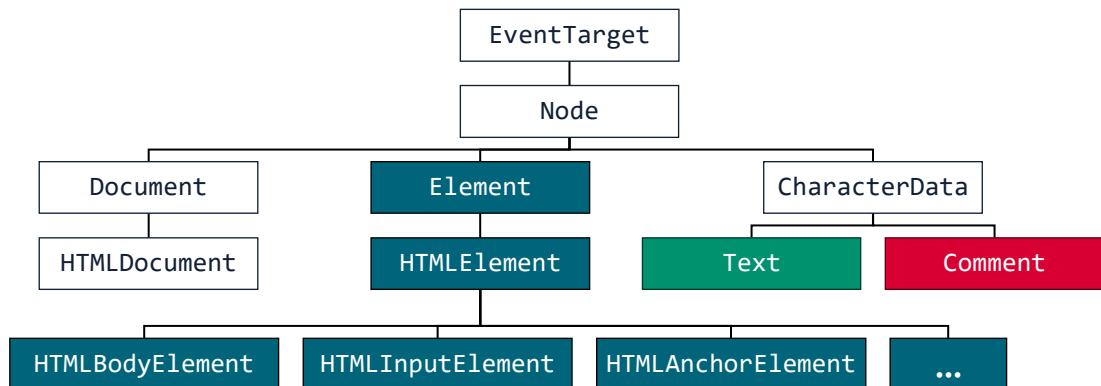 EventTarget
Node
Document
Element
CharacterData
HTMLDocument
HTMLElement
Text
Comment
HTMLBodyElement
HTMLInputElement
HTMLAnchorElement
...